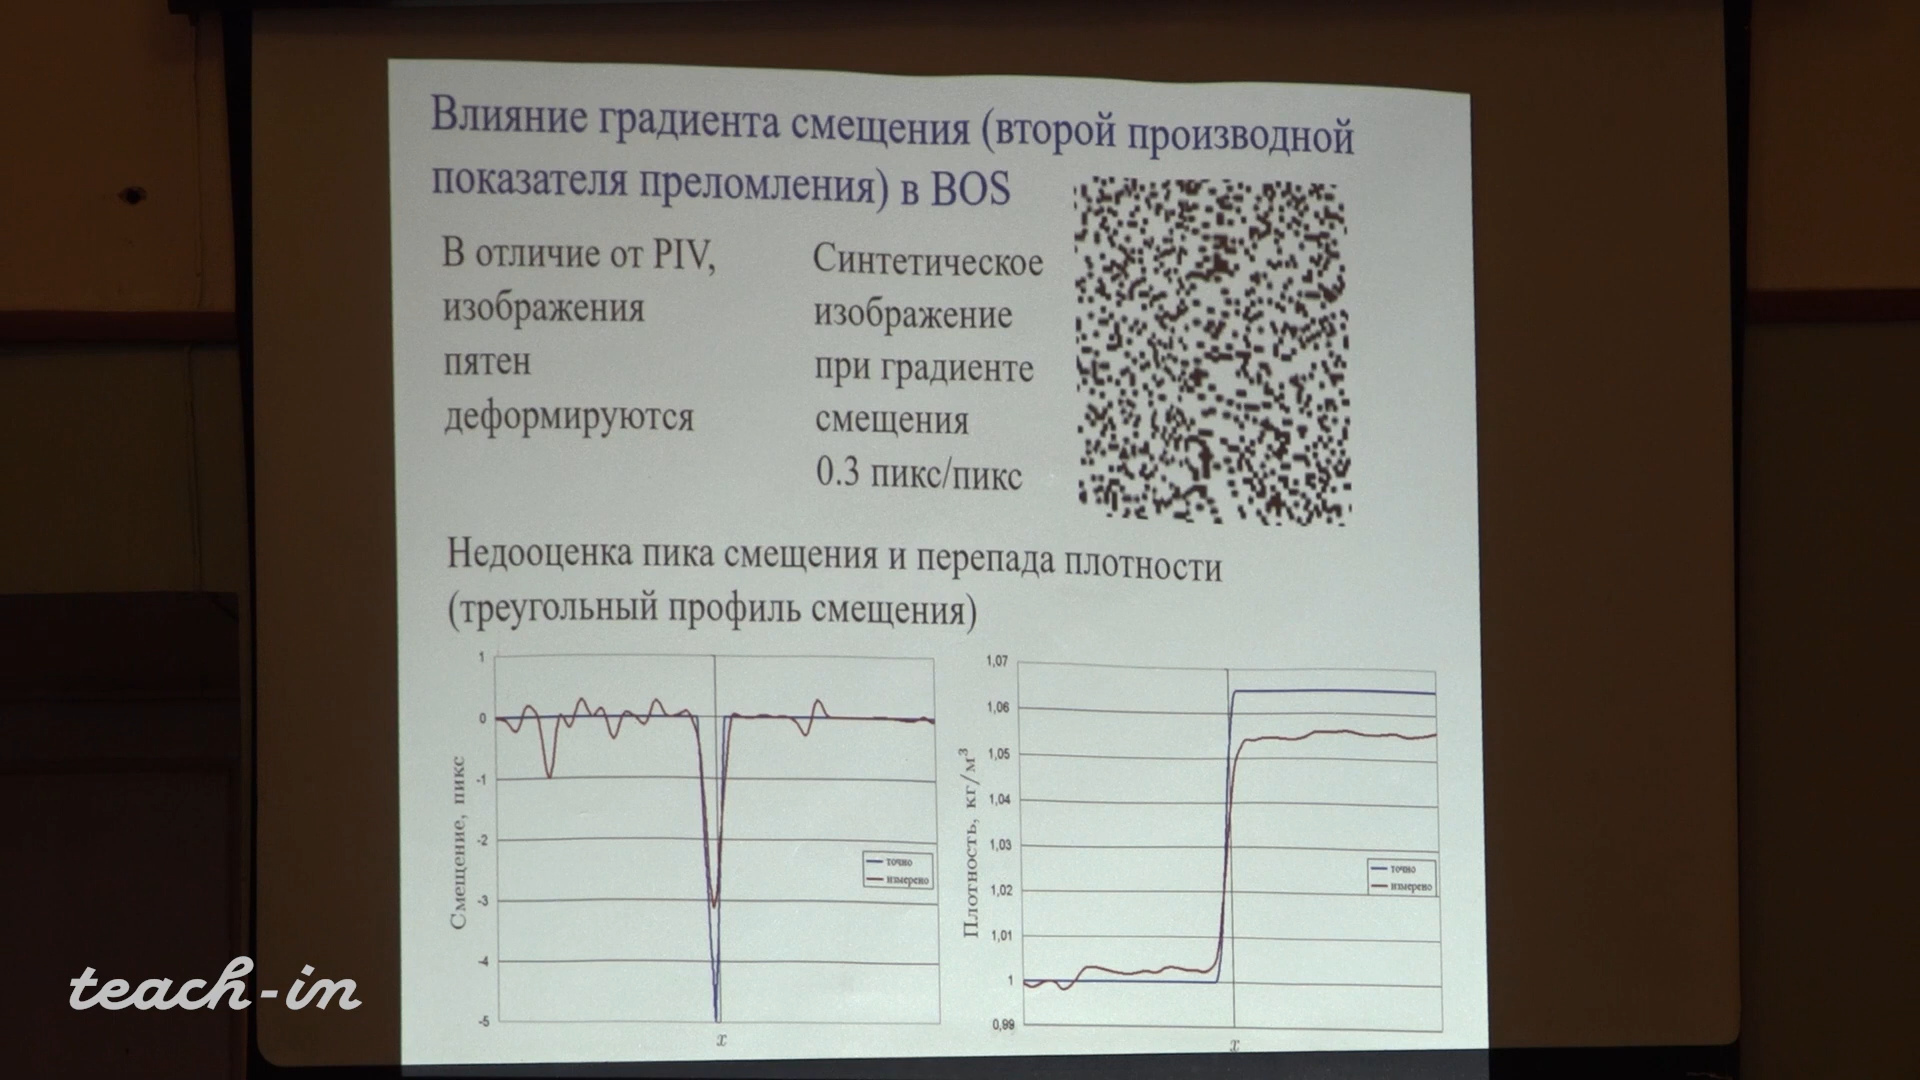 Влияние градиента смещения (второй производной
показателя преломления) в BOS
В отличие от PIV,
изображения
пятен
деформируются
Синтетическое
изображение
при градиенте
смещения
0.3 пикс/пикс
Недооценка пика смещения и перепада плотности
(треугольный профиль смещения)
1
0
-1
-2
-3
-4
-5
Смещение, пикс
точно
измерено
x
1,07
1,06
1,05
1,04
1,03
1,02
1,01
1
0,99
Плотность, кг/м³
точно
измерено
x
teach-in